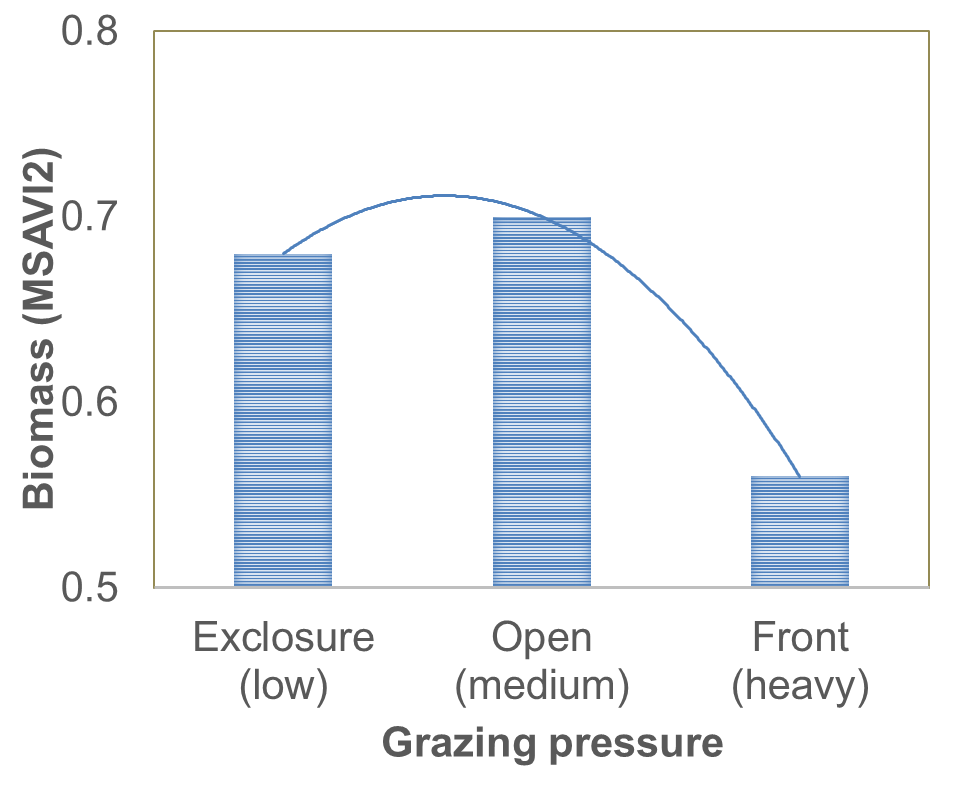 0.8
0.7
0.6
0.5
Biomass (MSAVI2)
Exclosure
(low)
Open
(medium)
Front
(heavy)
Grazing pressure